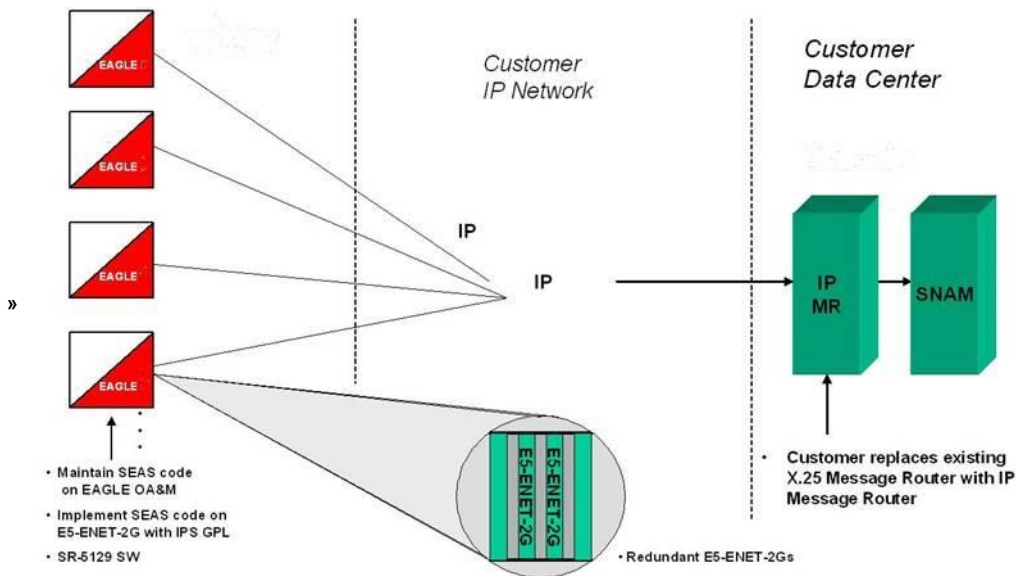 EAGLE
EAGLE
EAGLE
EAGLE
Customer
IP Network
Customer
Data Center
IP
IP
IP
MR
SNAM
»
• Maintain SEAS code
on EAGLE OA&M
• Implement SEAS code on
E5-ENET-2G with IPS GPL
• SR-5129 SW
E5-ENET-2G
E5-ENET-2G
• Redundant E5-ENET-2Gs
• Customer replaces existing
X.25 Message Router with IP
Message Router